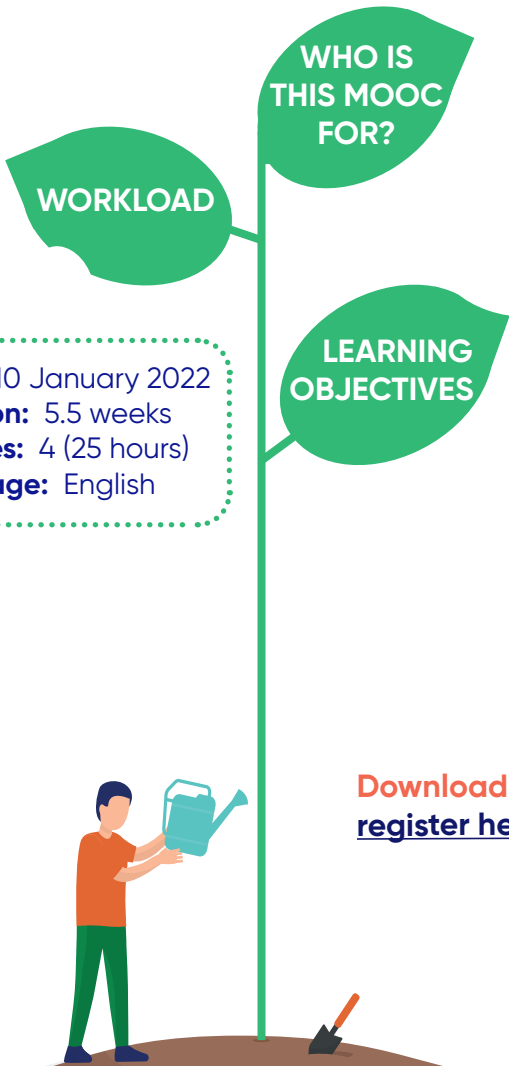 WHO IS
THIS MOOC
FOR?
WORKLOAD
LEARNING
OBJECTIVES
10 January 2022
5.5 weeks
4 (25 hours)
English
Download
register